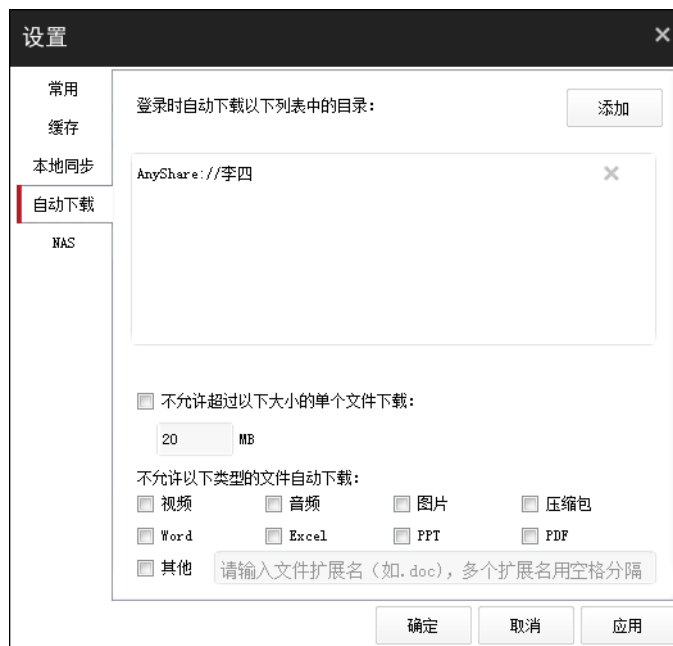 设置
常用
缓存
本地同步
自动下载
NAS
登录时自动下载以下列表中的目录:
添加
AnyShare://李四
不允许超过以下大小的单个文件下载:
20 MB
不允许以下类型的文件自动下载:
视频 音频 图片 压缩包
Word Excel PPT PDF
其他 请输入文件扩展名（如.doc），多个扩展名用空格分隔
确定 取消 应用